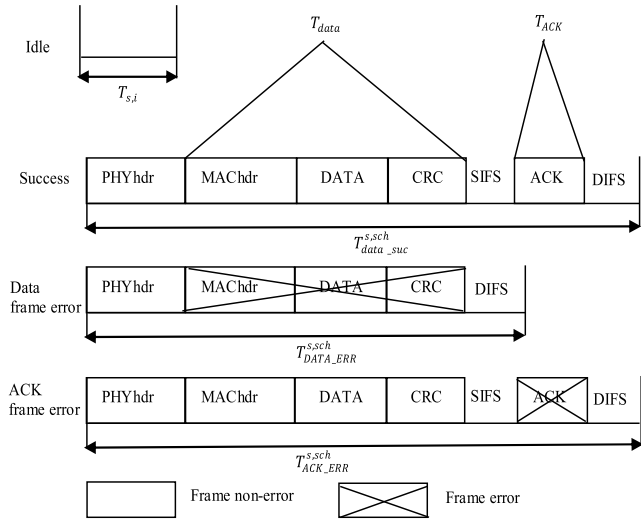 Idle
T_{s,i}
T_{data}
T_{ACK}
Success
PHYhdr MAChdr DATA CRC SIFS ACK DIFS
T^{s,sch}_{data_suc}
Data
frame error
PHYhdr MAChdr DATA CRC DIFS
T^{s,sch}_{DATA_ERR}
ACK
frame error
PHYhdr MAChdr DATA CRC SIFS ACK DIFS
T^{s,sch}_{ACK_ERR}
Frame non-error Frame error